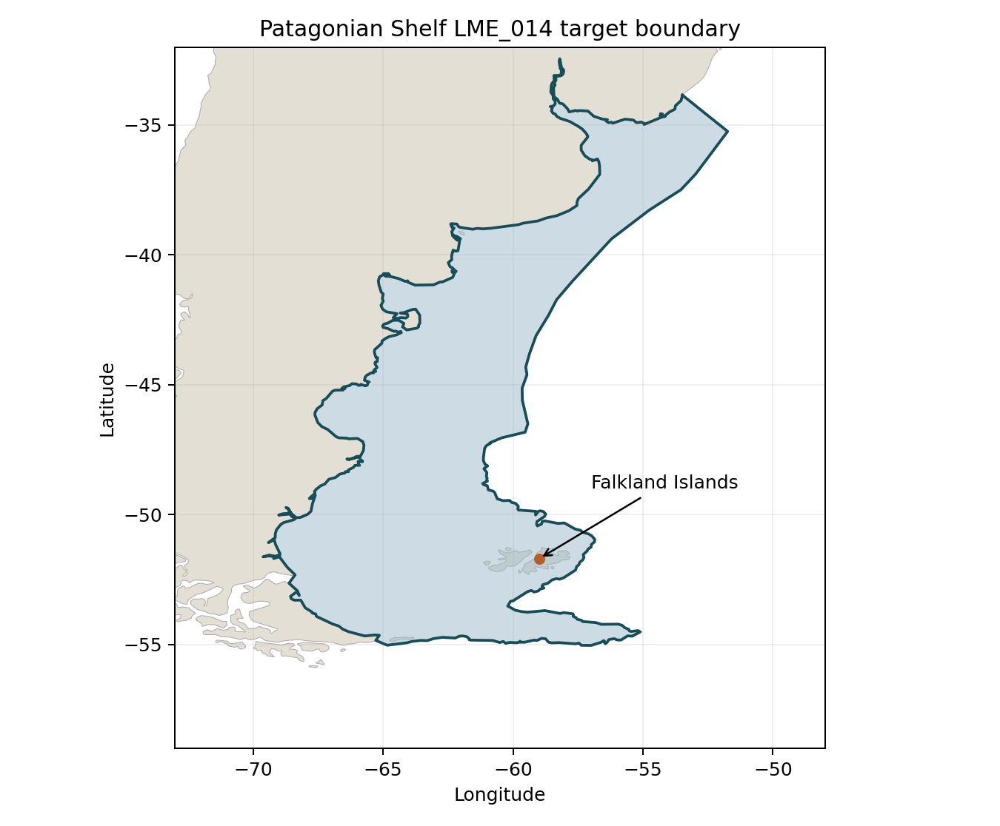 Patagonian Shelf LME_014 target boundary
−35
−40
−45
Falkland Islands
−50
−55
−70
−65
−60
−55
−50
Longitude
Latitude